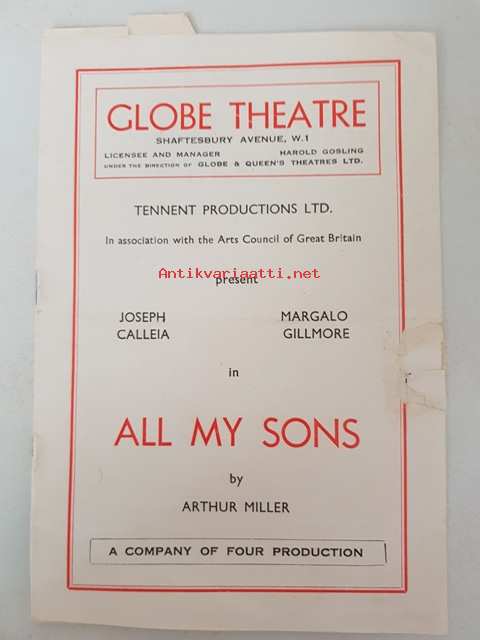 GLOBE THEATRE
SHAFTESBURY AVENUE, W.1
LICENSEE AND MANAGER HAROLD GOSLING
UNDER THE DIRECTION OF GLOBE & QUEEN'S THEATRES LTD.
TENNENT PRODUCTIONS LTD.
In association with the Arts Council of Great Britain
Antikvariaatti.net
present
JOSEPH MARGALO
CALLEIA GILLMORE
in
ALL MY SONS
by
ARTHUR MILLER
A COMPANY OF FOUR PRODUCTION